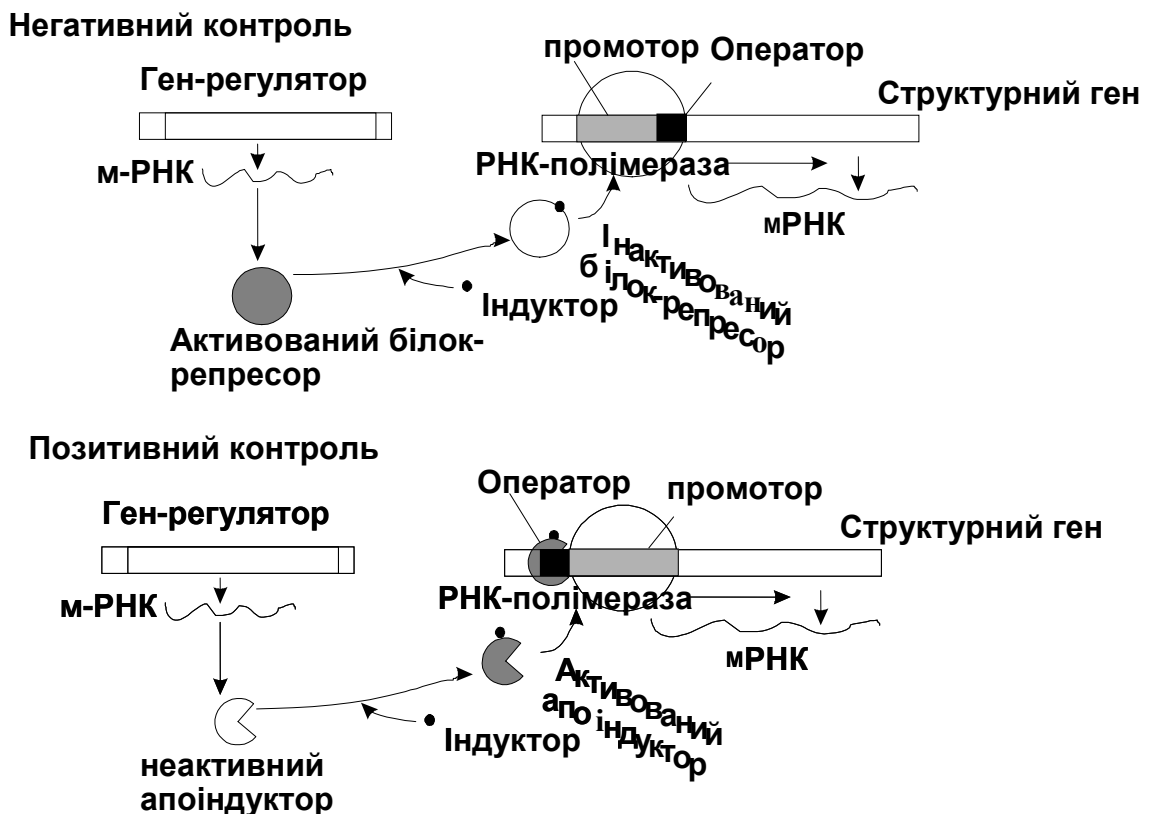 Негативний контроль
промотор Оператор
Ген-регулятор
Структурний ген
м-РНК
РНК-полімераза
мРНК
Інактивований
білок-репресор
Індуктор
Активований білок-
репресор
Позитивний контроль
Оператор
промотор
Ген-регулятор
Структурний ген
м-РНК
РНК-полімераза
мРНК
Активований
апоіндуктор
Індуктор
неактивний
апоіндуктор